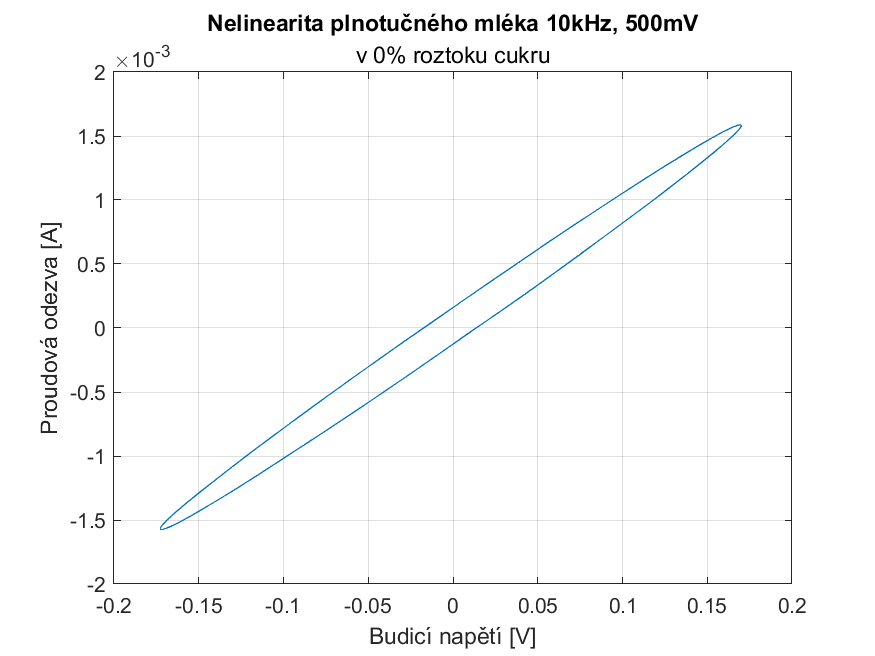 Nelinearita plnotučného mléka 10kHz, 500mV
v 0% roztoku cukru
×10-3
2
1.5
1
0.5
0
-0.5
-1
-1.5
-2
Proudová odezva [A]
-0.2 -0.15 -0.1 -0.05 0 0.05 0.1 0.15 0.2
Budicí napětí [V]